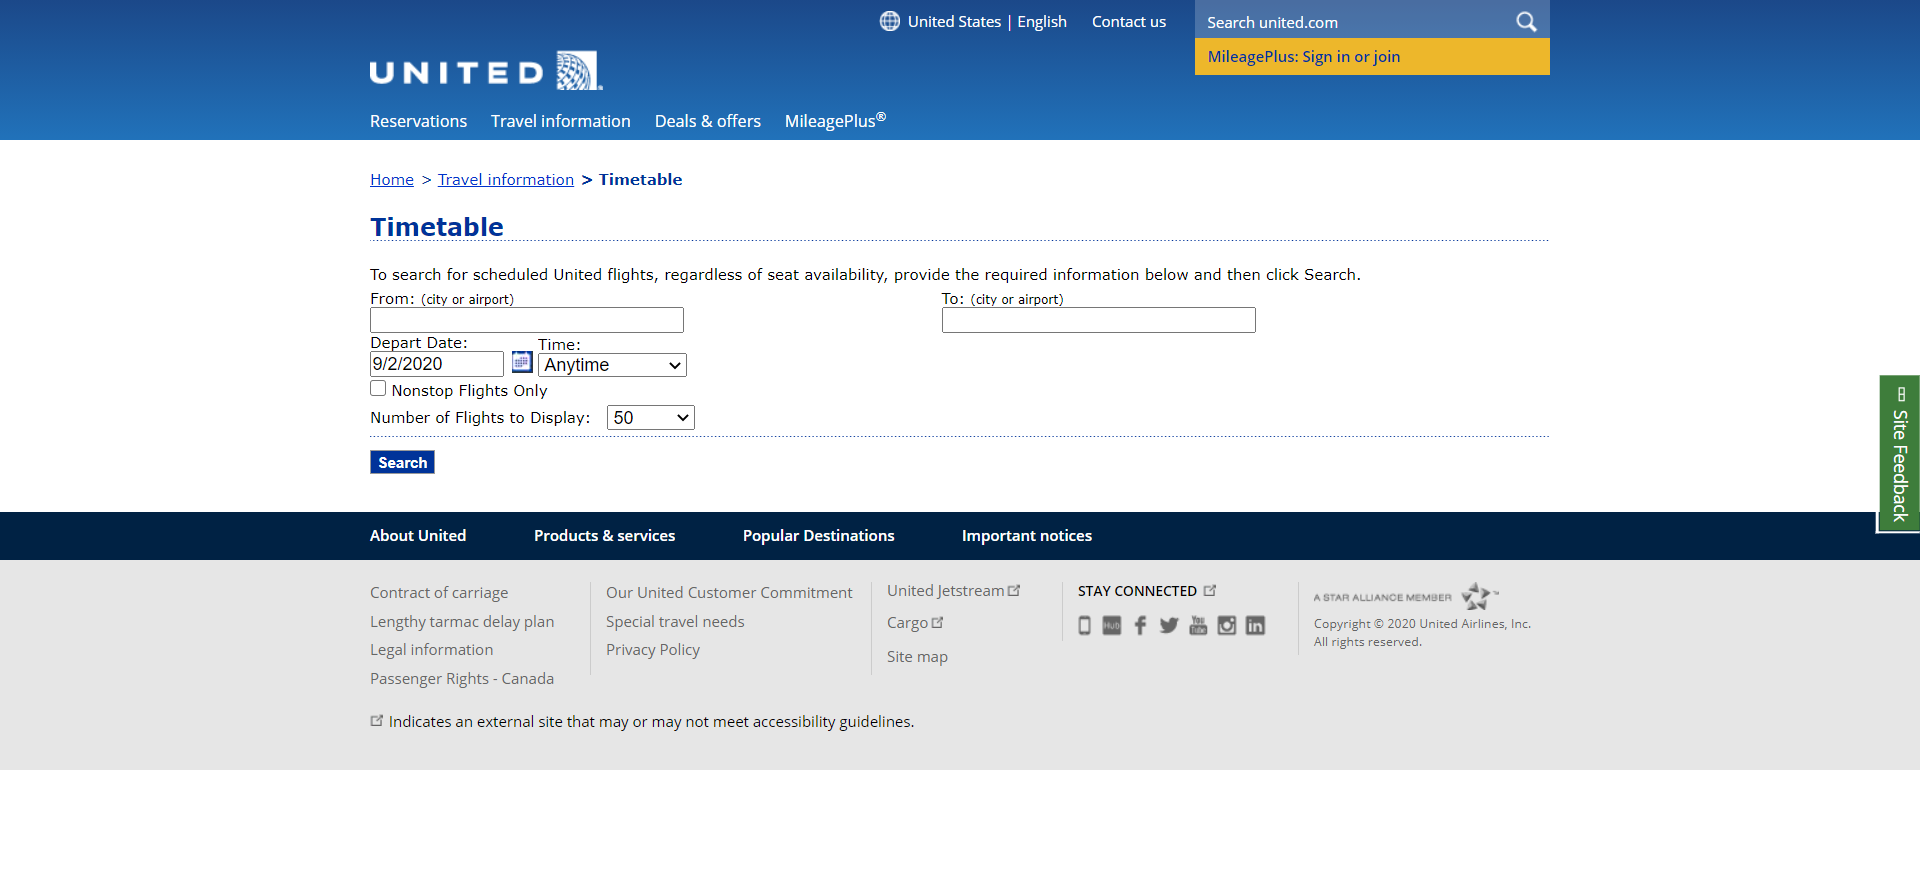 United States | English
Contact us
Search united.com
MileagePlus: Sign in or join
UNITED
Reservations
Travel information
Deals & offers
MileagePlus®
Home > Travel information > Timetable
Timetable
To search for scheduled United flights, regardless of seat availability, provide the required information below and then click Search.
From: (city or airport)
To: (city or airport)
Depart Date:
Time:
9/2/2020
Anytime
Nonstop Flights Only
Number of Flights to Display: 50
Search
Site Feedback
About United
Products & services
Popular Destinations
Important notices
Contract of carriage
Lengthy tarmac delay plan
Legal information
Passenger Rights - Canada
Our United Customer Commitment
Special travel needs
Privacy Policy
United Jetstream
Cargo
Site map
STAY CONNECTED
Hub
You Tube
in
A STAR ALLIANCE MEMBER ™
Copyright © 2020 United Airlines, Inc.
All rights reserved.
Indicates an external site that may or may not meet accessibility guidelines.